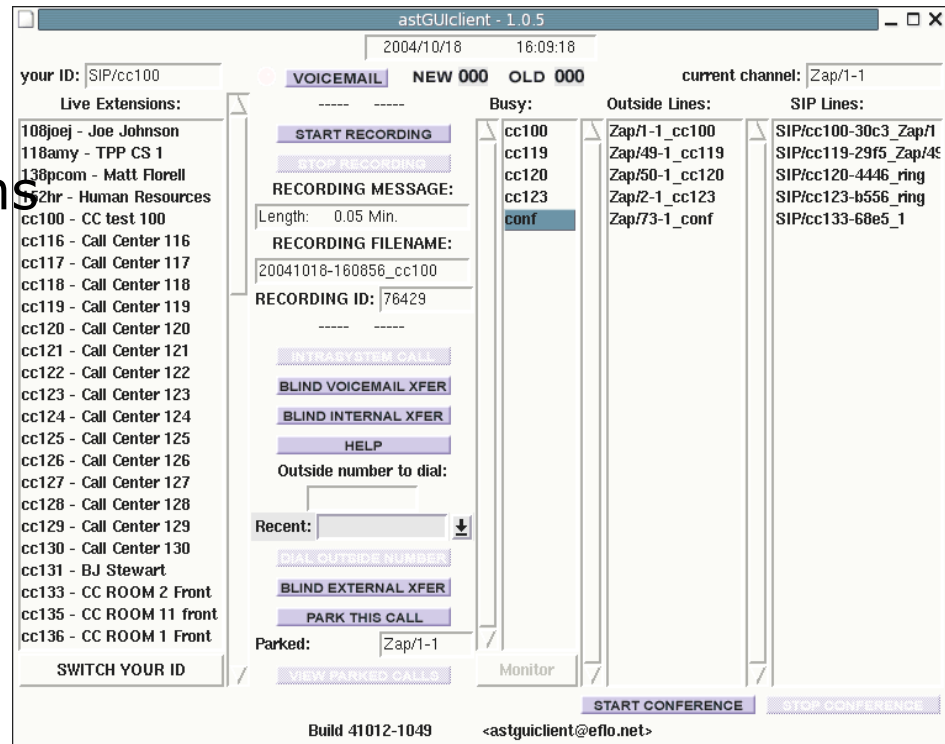 astGUIclient - 1.0.5
2004/10/18 16:09:18
your ID: SIP/cc100
VOICEMAIL NEW 000 OLD 000
current channel: Zap/1-1
Live Extensions:
108joej - Joe Johnson
118amy - TPP CS 1
138pcom - Matt Florell
ns
52hr - Human Resources
cc100 - CC test 100
cc116 - Call Center 116
cc117 - Call Center 117
cc118 - Call Center 118
cc119 - Call Center 119
cc120 - Call Center 120
cc121 - Call Center 121
cc122 - Call Center 122
cc123 - Call Center 123
cc124 - Call Center 124
cc125 - Call Center 125
cc126 - Call Center 126
cc127 - Call Center 127
cc128 - Call Center 128
cc129 - Call Center 129
cc130 - Call Center 130
cc131 - BJ Stewart
cc133 - CC ROOM 2 Front
cc135 - CC ROOM 11 front
cc136 - CC ROOM 1 Front
SWITCH YOUR ID
----- -----
START RECORDING
STOP RECORDING
RECORDING MESSAGE:
Length: 0.05 Min.
RECORDING FILENAME:
20041018-160856_cc100
RECORDING ID: 76429
----- -----
INTRASYSTEM CALL
BLIND VOICEMAIL XFER
BLIND INTERNAL XFER
HELP
Outside number to dial:
Recent:
DIAL OUTSIDE NUMBER
BLIND EXTERNAL XFER
PARK THIS CALL
Parked: Zap/1-1
VIEW PARKED CALLS
Busy:
cc100
cc119
cc120
cc123
conf
Monitor
Outside Lines:
Zap/1-1_cc100
Zap/49-1_cc119
Zap/50-1_cc120
Zap/2-1_cc123
Zap/73-1_conf
SIP Lines:
SIP/cc100-30c3_Zap/1
SIP/cc119-29f5_Zap/49
SIP/cc120-4446_ring
SIP/cc123-b556_ring
SIP/cc133-68e5_1
START CONFERENCE
STOP CONFERENCE
Build 41012-1049 <astguiclient@eflo.net>